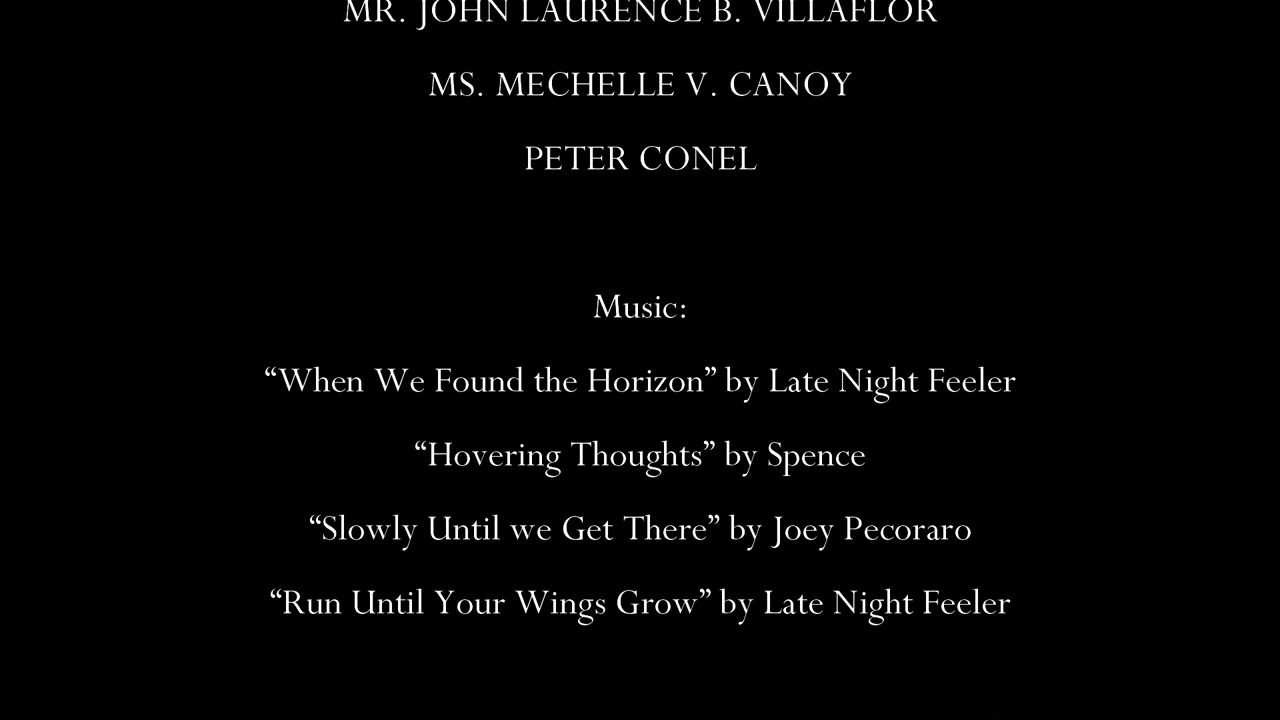 MR. JOHN LAURENCE B. VILLAFLOR
MS. MECHELLE V. CANOY
PETER CONEL
Music:
“When We Found the Horizon” by Late Night Feeler
“Hovering Thoughts” by Spence
“Slowly Until we Get There” by Joey Pecoraro
“Run Until Your Wings Grow” by Late Night Feeler